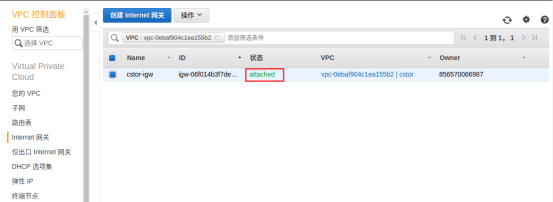 VPC 控制面板
用 VPC 筛选
选择 VPC
Virtual Private
Cloud
您的 VPC
子网
路由表
Internet 网关
仅出口 Internet 网关
DHCP 选项集
弹性 IP
终端节点
创建 Internet 网关 操作
VPC : vpc-0ebaf904c1ea155b2 添加筛选条件 1 到 1， 1
Name ID 状态 VPC Owner
cstor-igw igw-06f014b3f7de... attached vpc-0ebaf904c1ea155b2 | cstor 856570066987